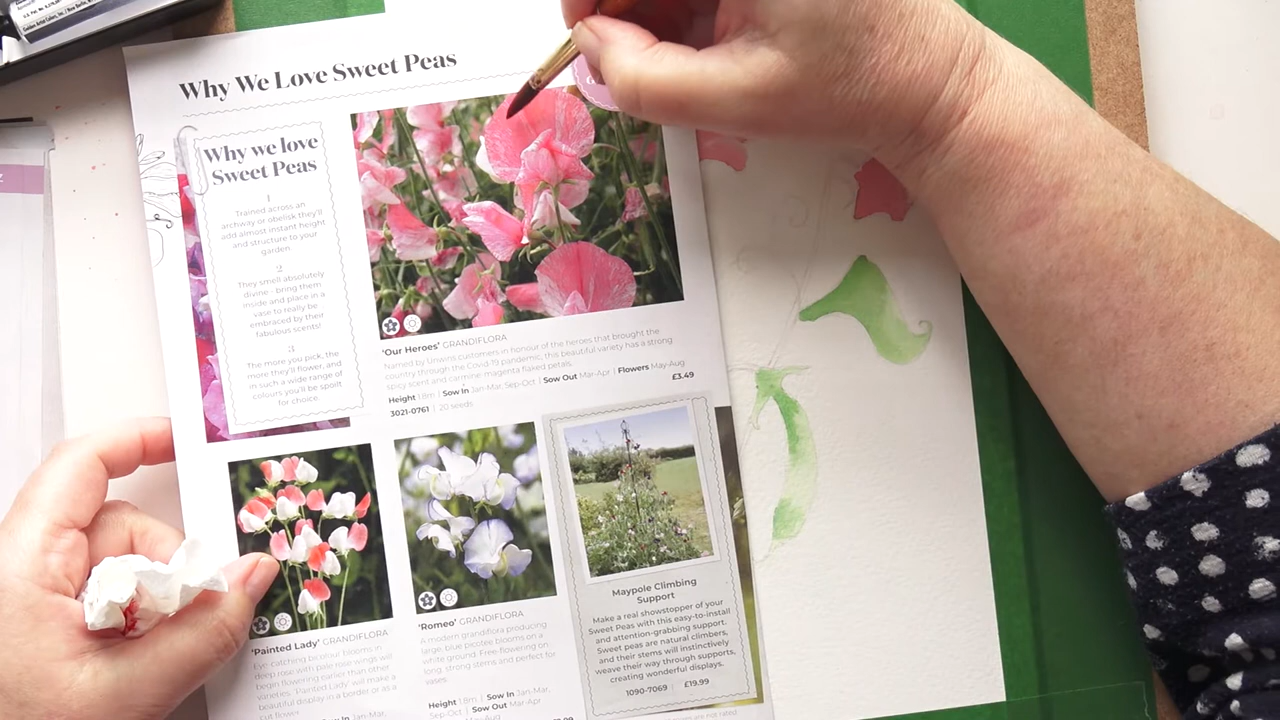 Why We Love Sweet Peas
Why we love
Sweet Peas
1
Trained across an
archway or obelisk they'll
add almost instant height
and structure to your
garden.
2
They smell absolutely
divine - bring them
inside and place in a
vase to really be
embraced by their
fabulous scents!
3
The more you pick, the
more they'll flower, and
in such a wide range of
colours you'll be spoilt
for choice.
'Our Heroes' GRANDIFLORA
Named by Unwins customers in honour of the heroes that brought the
country through the Covid-19 pandemic, this beautiful variety has a strong
spicy scent and carmine-magenta flaked petals.
Height 1.8m | Sow In Jan-Mar, Sep-Oct | Sow Out Mar-Apr | Flowers May-Aug
3021-0761 | 20 seeds £3.49
'Painted Lady' GRANDIFLORA
Eye-catching bicolour blooms in
deep rose with pale rose wings will
begin flowering earlier than other
varieties. 'Painted Lady' will make a
beautiful display in a border or as a
cut flower.
Sow In Jan-Mar,
'Romeo' GRANDIFLORA
A modern grandiflora producing
large, blue picotee blooms on a
white ground. Free-flowering on
long, strong stems and perfect for
vases.
Height 1.8m | Sow In Jan-Mar,
Sep-Oct | Sow Out Mar-Apr
May-Aug
Maypole Climbing
Support
Make a real showstopper of your
Sweet Peas with this easy-to-install
and attention-grabbing support.
Sweet peas are natural climbers,
and their stems will instinctively
weave their way through supports,
creating wonderful displays.
1090-7069 | £19.99